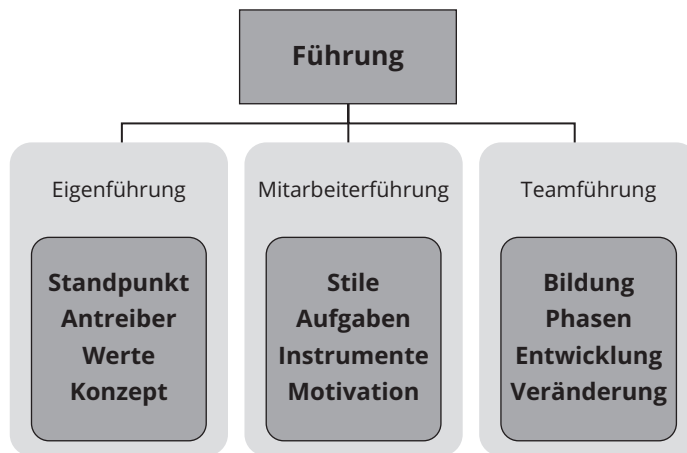 Führung
Eigenführung
Standpunkt
Antreiber
Werte
Konzept
Mitarbeiterführung
Stile
Aufgaben
Instrumente
Motivation
Teamführung
Bildung
Phasen
Entwicklung
Veränderung